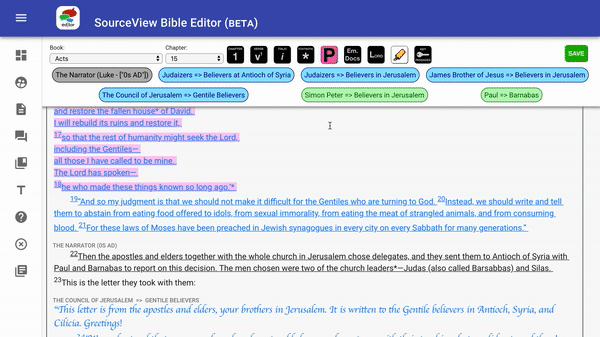 editor
SourceView Bible Editor (BETA)
Book:
Chapter:
Acts
15
CHAPTER
1
VERSE
v¹
ITALIC
i
FOOTNOTE
*
P
Em.
Docs
LORD
SAVE
The Narrator (Luke - ["0s AD"])
Judaizers => Believers at Antioch of Syria
Judaizers => Believers in Jerusalem
James Brother of Jesus => Believers in Jerusalem
The Council of Jerusalem => Gentile Believers
Simon Peter => Believers in Jerusalem
Paul => Barnabas
and restore the fallen house* of David.
I will rebuild its ruins and restore it,
17so that the rest of humanity might seek the Lord,
including the Gentiles—
all those I have called to be mine.
The Lord has spoken—
18he who made these things known so long ago.'*
19"And so my judgment is that we should not make it difficult for the Gentiles who are turning to God. 20Instead, we should write and tell
them to abstain from eating food offered to idols, from sexual immorality, from eating the meat of strangled animals, and from consuming
blood. 21For these laws of Moses have been preached in Jewish synagogues in every city on every Sabbath for many generations."
THE NARRATOR (0S AD)
22Then the apostles and elders together with the whole church in Jerusalem chose delegates, and they sent them to Antioch of Syria with
Paul and Barnabas to report on this decision. The men chosen were two of the church leaders*—Judas (also called Barsabbas) and Silas.
23This is the letter they took with them:
THE COUNCIL OF JERUSALEM => GENTILE BELIEVERS
"This letter is from the apostles and elders, your brothers in Jerusalem. It is written to the Gentile believers in Antioch, Syria, and
Cilicia. Greetings!